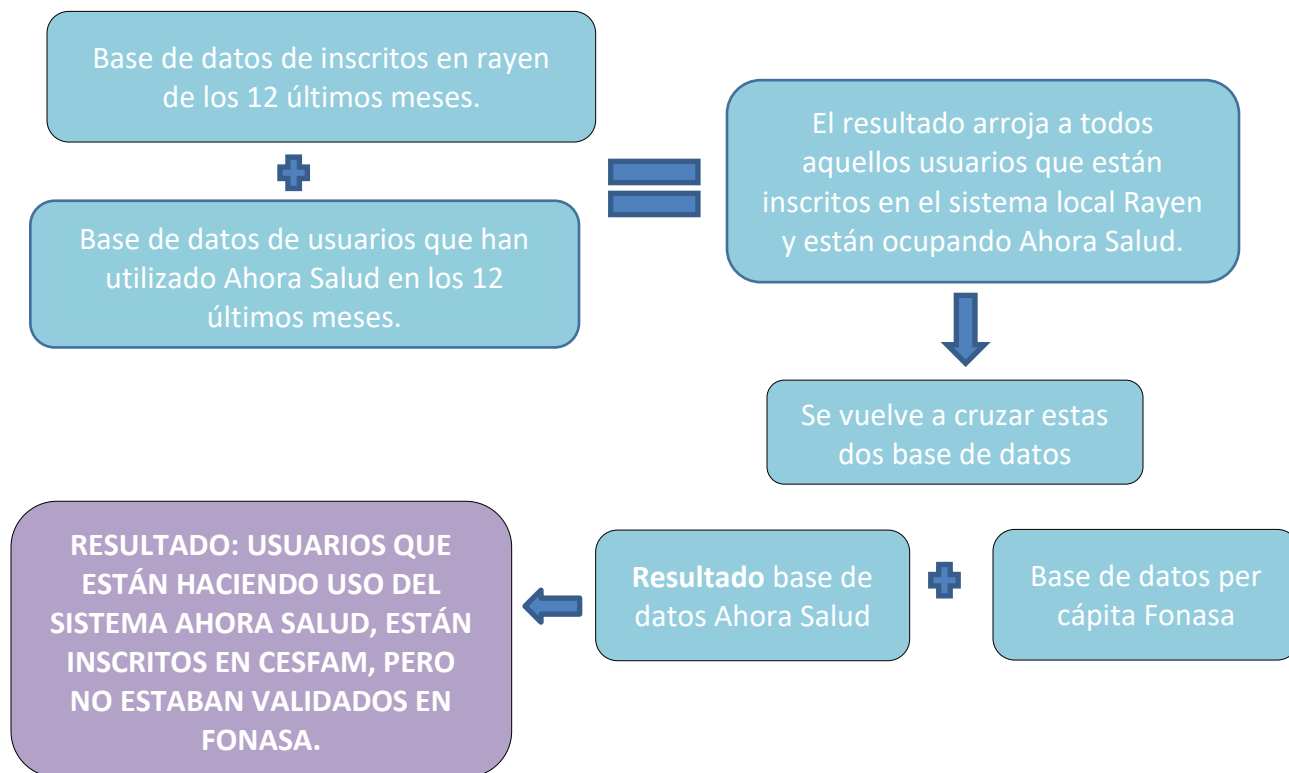 Base de datos de inscritos en rayen
de los 12 últimos meses.
Base de datos de usuarios que han
utilizado Ahora Salud en los 12
últimos meses.
El resultado arroja a todos
aquellos usuarios que están
inscritos en el sistema local Rayen
y están ocupando Ahora Salud.
Se vuelve a cruzar estas
dos base de datos
Resultado base de
datos Ahora Salud
Base de datos per
cápita Fonasa
RESULTADO: USUARIOS QUE
ESTÁN HACIENDO USO DEL
SISTEMA AHORA SALUD, ESTÁN
INSCRITOS EN CESFAM, PERO
NO ESTABAN VALIDADOS EN
FONASA.